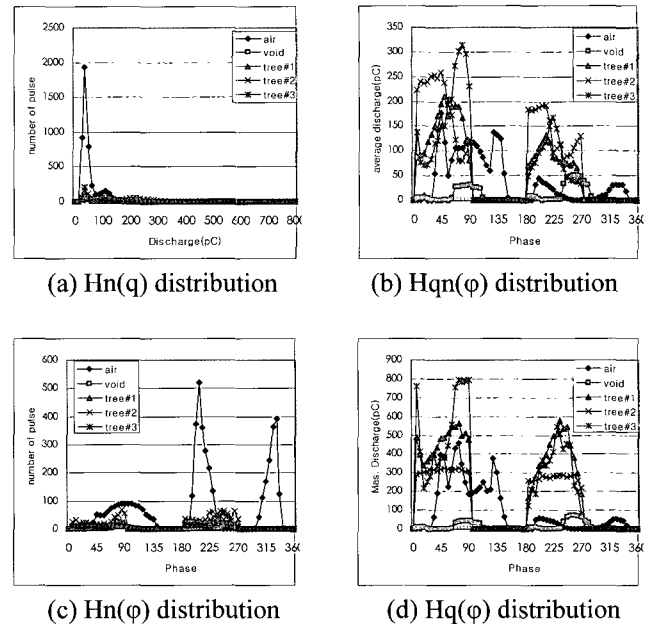 2500
2000
1500
1000
500
0
number of pulse
0 100 200 300 400 500 600 700 800
Discharge(pC)
air
void
tree#1
tree#2
tree#3
(a) Hn(q) distribution
350
300
250
200
150
100
50
0
average discharge(pC)
0 45 90 135 180 225 270 315 36
Phase
air
void
tree#1
tree#2
tree#3
(b) Hqn(φ) distribution
600
500
400
300
200
100
0
number of pulse
0 45 90 135 180 225 270 315 36
Phase
air
void
tree#1
tree#2
tree#3
(c) Hn(φ) distribution
900
800
700
600
500
400
300
200
100
0
Mas. Discharge(pC)
0 45 90 135 180 225 270 315 36
Phase
air
void
tree#1
tree#2
tree#3
(d) Hq(φ) distribution